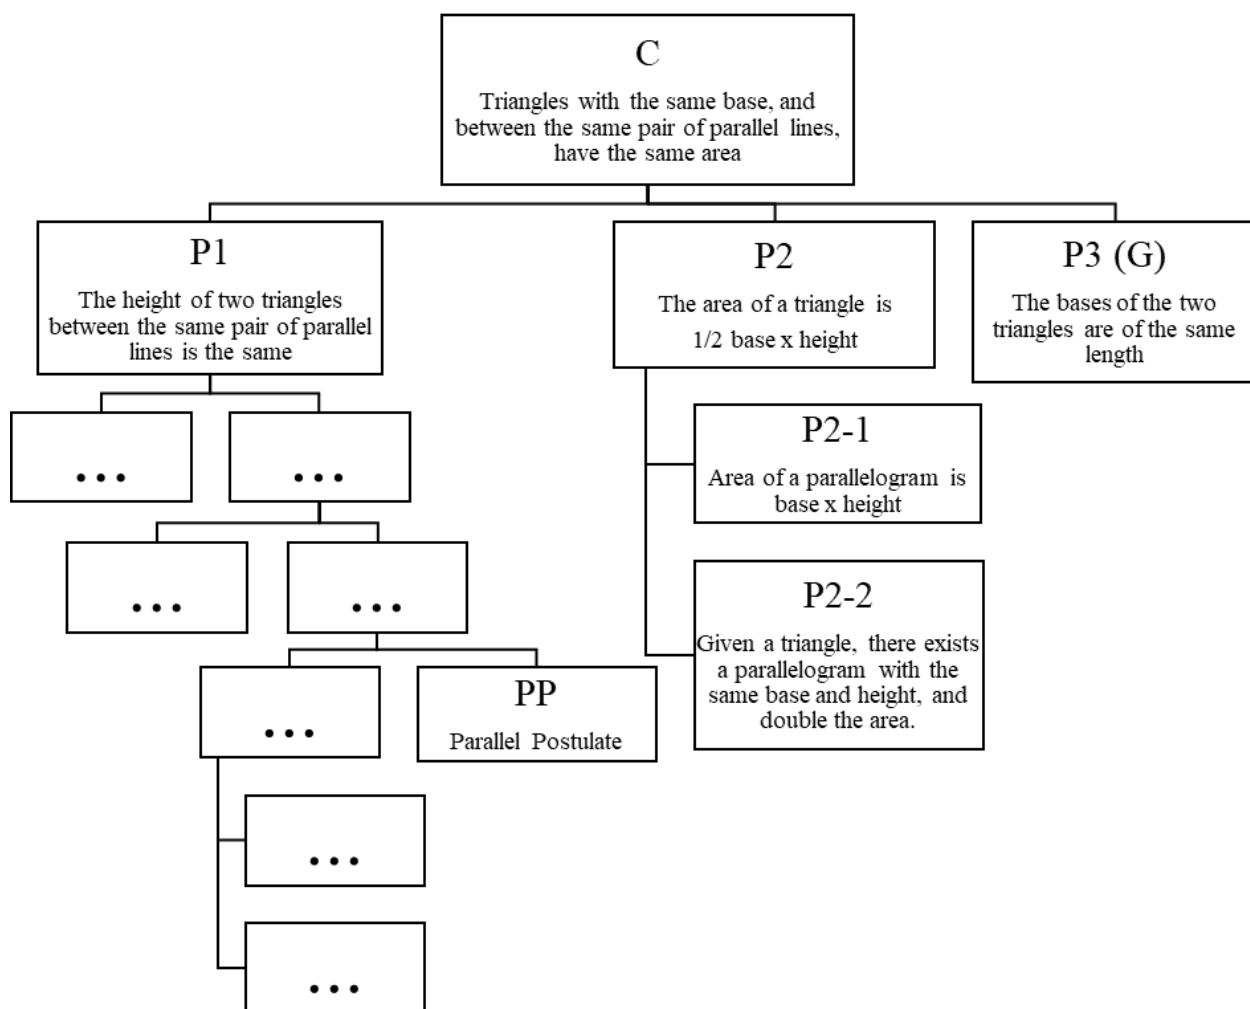 C
Triangles with the same base, and
between the same pair of parallel lines,
have the same area
P1
The height of two triangles
between the same pair of parallel
lines is the same
P2
The area of a triangle is
1/2 base x height
P3 (G)
The bases of the two
triangles are of the same
length
...
...
P2-1
Area of a parallelogram is
base x height
...
...
P2-2
Given a triangle, there exists
a parallelogram with the
same base and height, and
double the area.
...
PP
Parallel Postulate
...
...